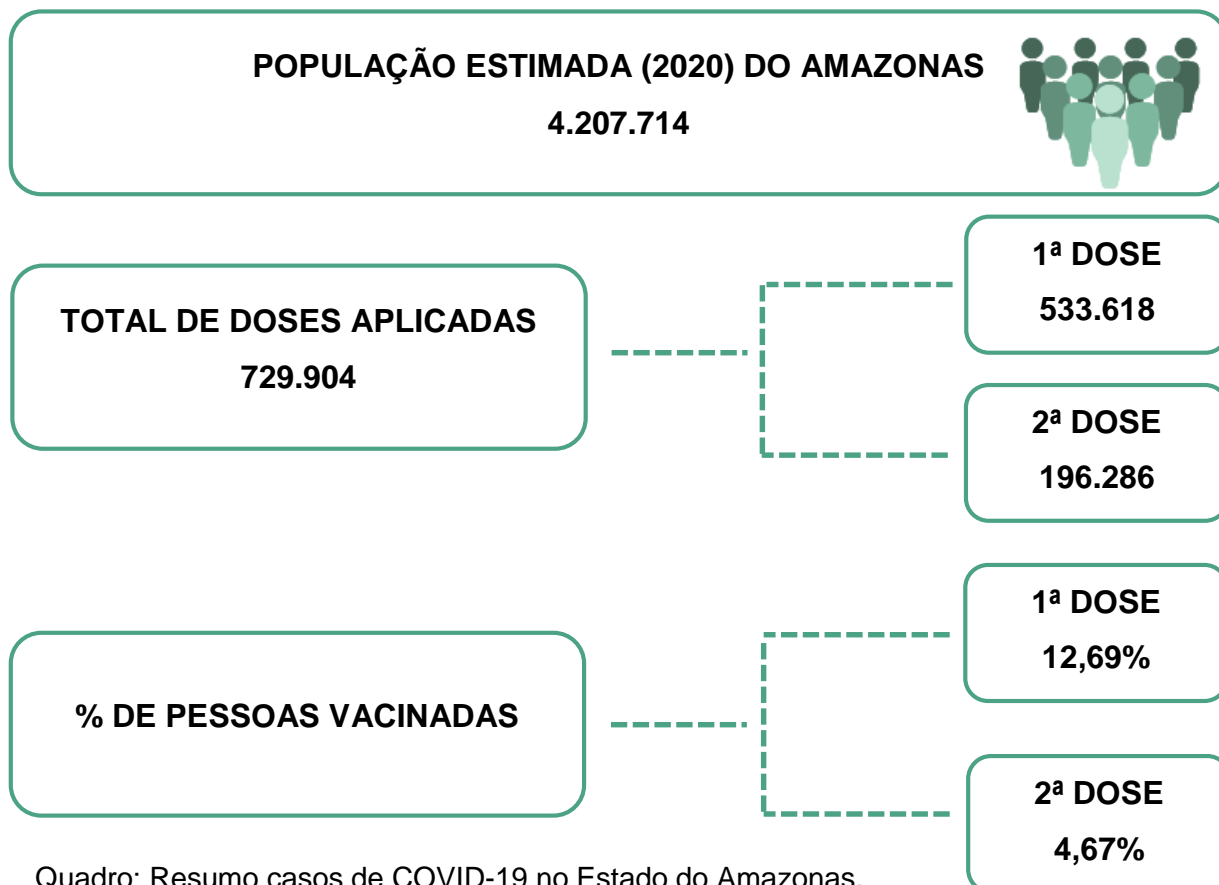 POPULAÇÃO ESTIMADA (2020) DO AMAZONAS
4.207.714
TOTAL DE DOSES APLICADAS
729.904
1ª DOSE
533.618
2ª DOSE
196.286
% DE PESSOAS VACINADAS
1ª DOSE
12,69%
2ª DOSE
4,67%
Quadro: Resumo casos de COVID-19 no Estado do Amazonas.